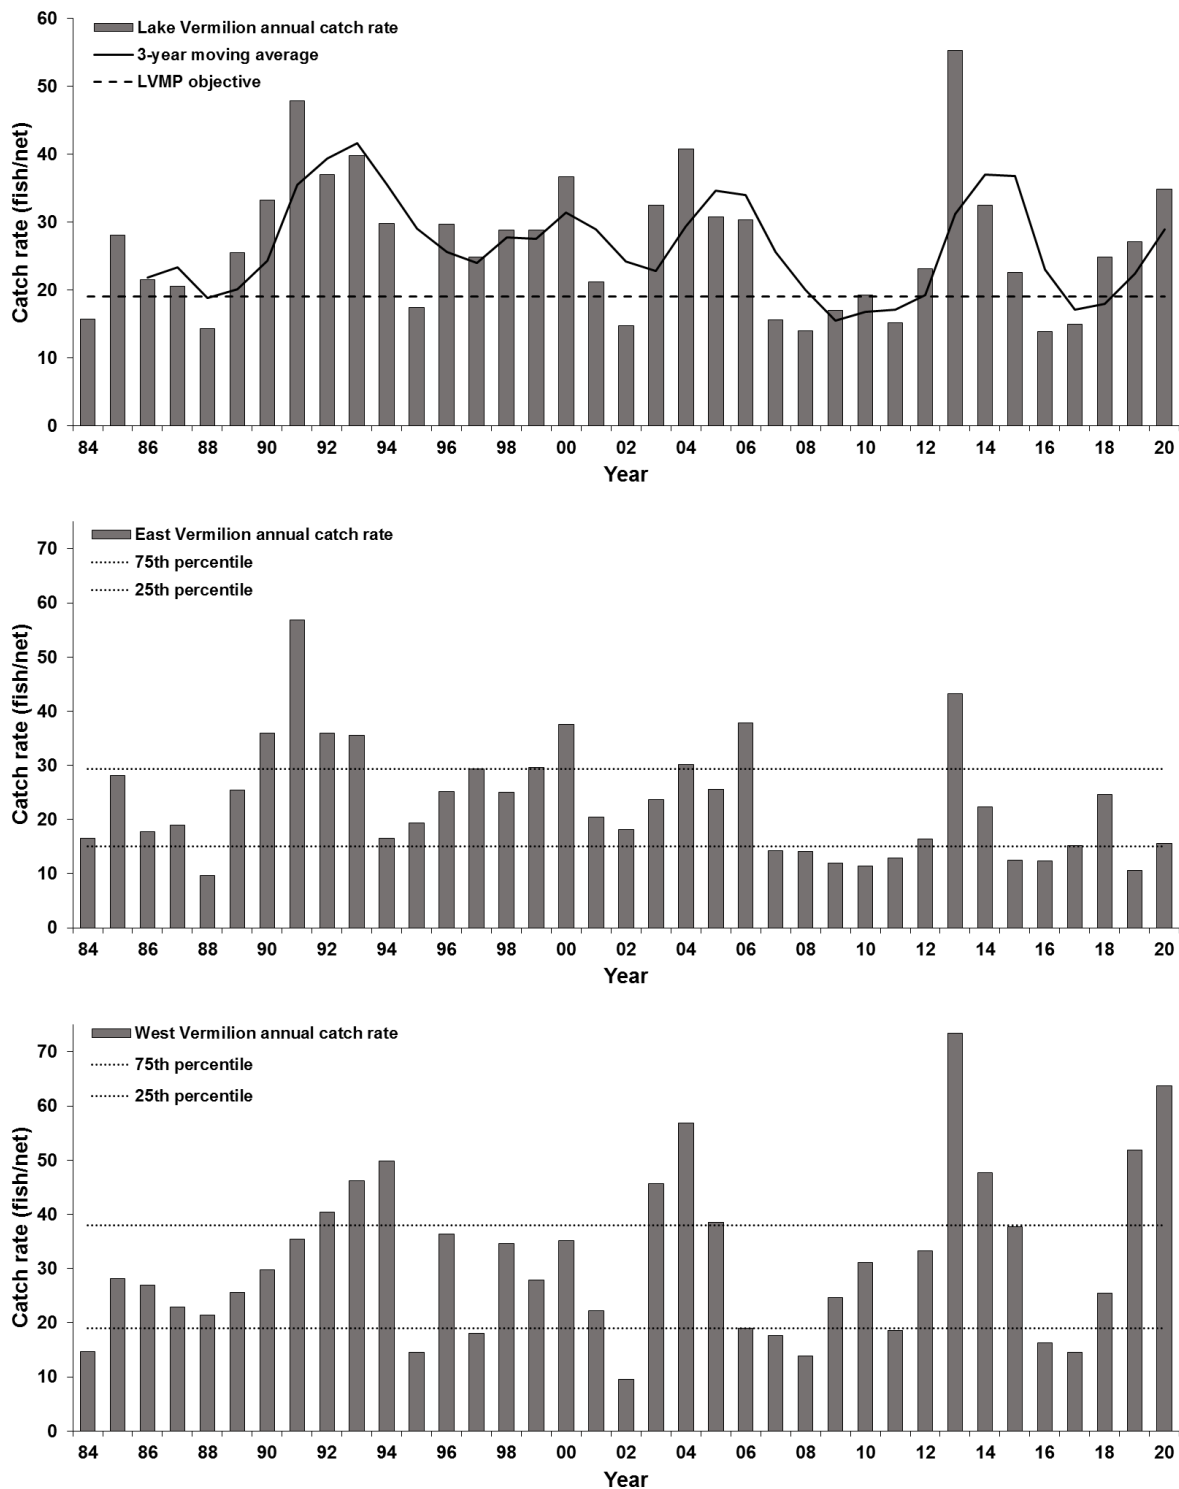 60
50
40
30
20
10
0
Catch rate (fish/net)
Lake Vermilion annual catch rate
3-year moving average
LVMP objective
84 86 88 90 92 94 96 98 00 02 04 06 08 10 12 14 16 18 20
Year
70
60
50
40
30
20
10
0
Catch rate (fish/net)
East Vermilion annual catch rate
75th percentile
25th percentile
84 86 88 90 92 94 96 98 00 02 04 06 08 10 12 14 16 18 20
Year
70
60
50
40
30
20
10
0
Catch rate (fish/net)
West Vermilion annual catch rate
75th percentile
25th percentile
84 86 88 90 92 94 96 98 00 02 04 06 08 10 12 14 16 18 20
Year